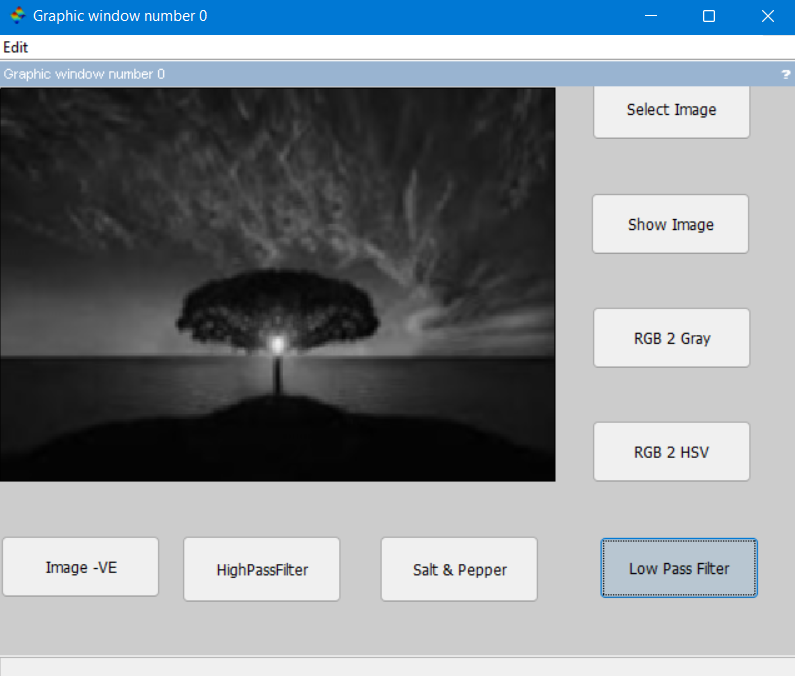 Graphic window number 0
Edit
Graphic window number 0 ?
Select Image
Show Image
RGB 2 Gray
RGB 2 HSV
Image -VE
HighPassFilter
Salt & Pepper
Low Pass Filter